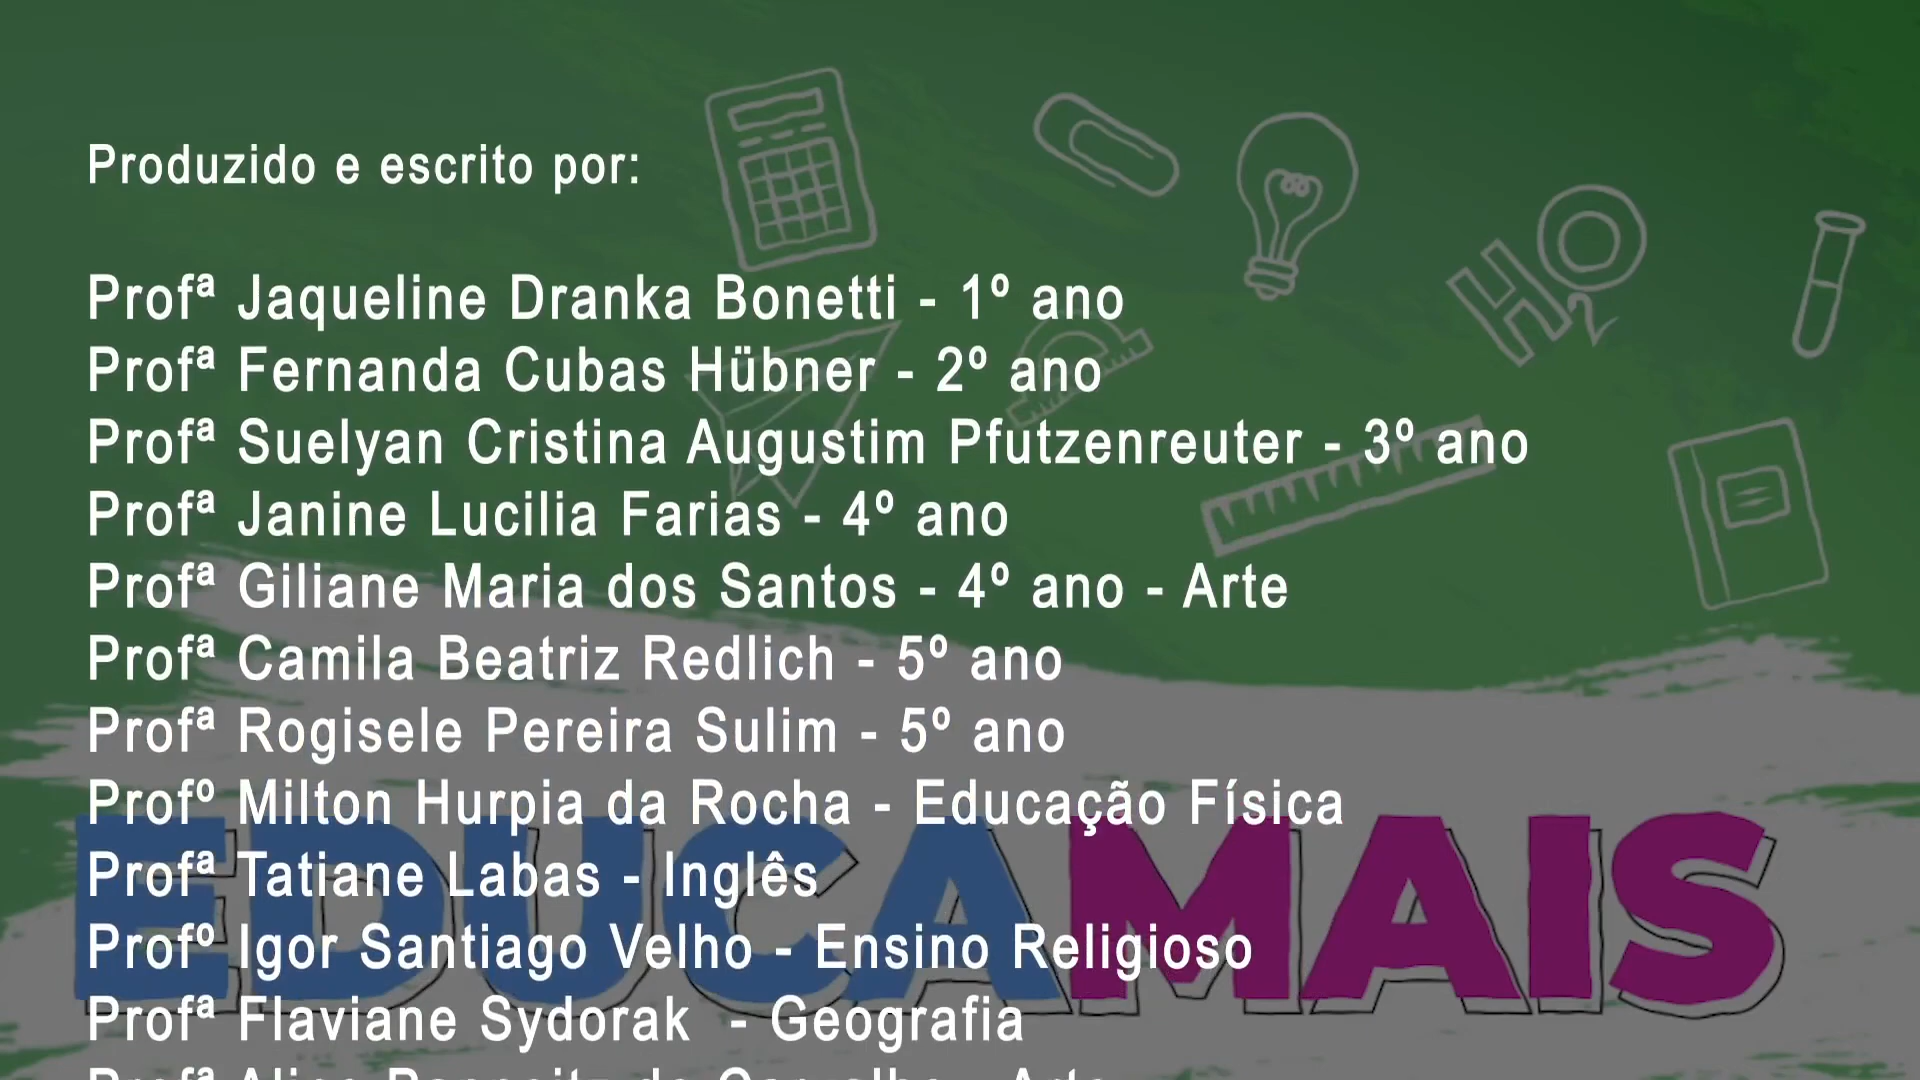 Produzido e escrito por:
Profª Jaqueline Dranka Bonetti - 1º ano
Profª Fernanda Cubas Hübner - 2º ano
Profª Suelyan Cristina Augustim Pfutzenreuter - 3º ano
Profª Janine Lucilia Farias - 4º ano
Profª Giliane Maria dos Santos - 4º ano - Arte
Profª Camila Beatriz Redlich - 5º ano
Profª Rogisele Pereira Sulim - 5º ano
Profº Milton Hurpia da Rocha - Educação Física
Profª Tatiane Labas - Inglês
Profº Igor Santiago Velho - Ensino Religioso
Profª Flaviane Sydorak - Geografia
EDUCAMAIS
H2O